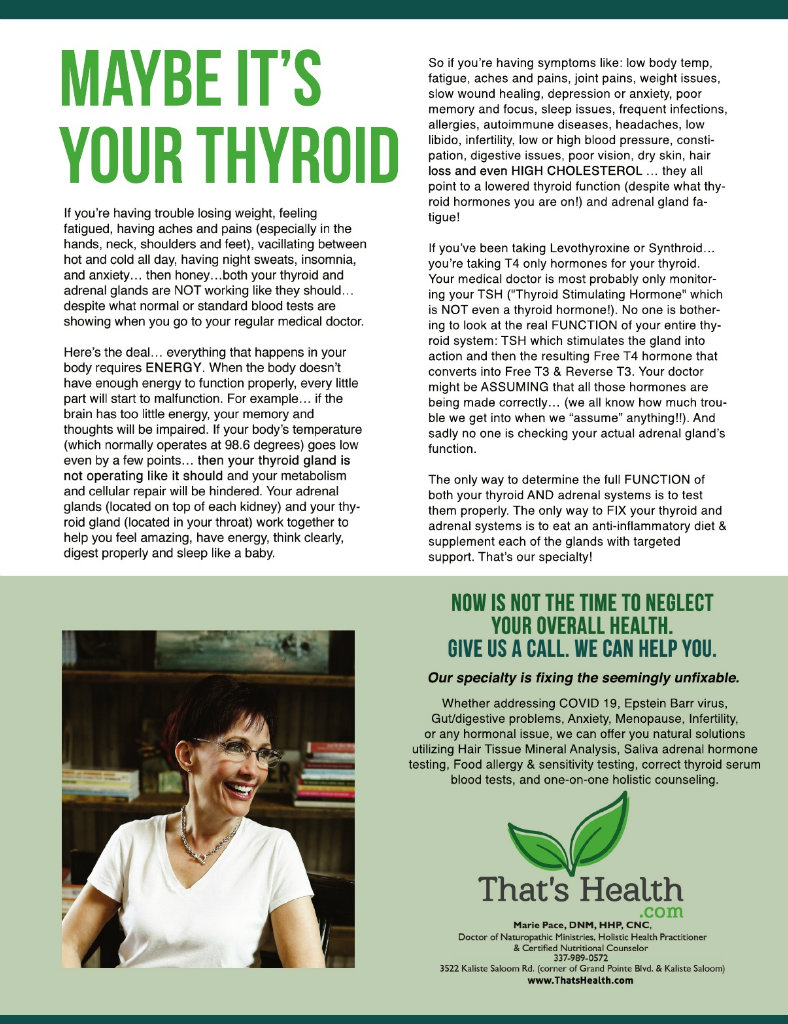 MAYBE IT'S
YOUR THYROID
If you're having trouble losing weight, feeling
fatigued, having aches and pains (especially in the
hands, neck, shoulders and feet), vacillating between
hot and cold all day, having night sweats, insomnia,
and anxiety… then honey…both your thyroid and
adrenal glands are NOT working like they should…
despite what normal or standard blood tests are
showing when you go to your regular medical doctor.
Here's the deal… everything that happens in your
body requires ENERGY. When the body doesn't
have enough energy to function properly, every little
part will start to malfunction. For example… if the
brain has too little energy, your memory and
thoughts will be impaired. If your body's temperature
(which normally operates at 98.6 degrees) goes low
even by a few points… then your thyroid gland is
not operating like it should and your metabolism
and cellular repair will be hindered. Your adrenal
glands (located on top of each kidney) and your thy-
roid gland (located in your throat) work together to
help you feel amazing, have energy, think clearly,
digest properly and sleep like a baby.
So if you're having symptoms like: low body temp,
fatigue, aches and pains, joint pains, weight issues,
slow wound healing, depression or anxiety, poor
memory and focus, sleep issues, frequent infections,
allergies, autoimmune diseases, headaches, low
libido, infertility, low or high blood pressure, consti-
pation, digestive issues, poor vision, dry skin, hair
loss and even HIGH CHOLESTEROL … they all
point to a lowered thyroid function (despite what thy-
roid hormones you are on!) and adrenal gland fa-
tigue!
If you've been taking Levothyroxine or Synthroid…
you're taking T4 only hormones for your thyroid.
Your medical doctor is most probably only monitor-
ing your TSH ("Thyroid Stimulating Hormone" which
is NOT even a thyroid hormone!). No one is bother-
ing to look at the real FUNCTION of your entire thy-
roid system: TSH which stimulates the gland into
action and then the resulting Free T4 hormone that
converts into Free T3 & Reverse T3. Your doctor
might be ASSUMING that all those hormones are
being made correctly… (we all know how much trou-
ble we get into when we "assume" anything!!). And
sadly no one is checking your actual adrenal gland's
function.
The only way to determine the full FUNCTION of
both your thyroid AND adrenal systems is to test
them properly. The only way to FIX your thyroid and
adrenal systems is to eat an anti-inflammatory diet &
supplement each of the glands with targeted
support. That's our specialty!
NOW IS NOT THE TIME TO NEGLECT
YOUR OVERALL HEALTH.
GIVE US A CALL. WE CAN HELP YOU.
Our specialty is fixing the seemingly unfixable.
Whether addressing COVID 19, Epstein Barr virus,
Gut/digestive problems, Anxiety, Menopause, Infertility,
or any hormonal issue, we can offer you natural solutions
utilizing Hair Tissue Mineral Analysis, Saliva adrenal hormone
testing, Food allergy & sensitivity testing, correct thyroid serum
blood tests, and one-on-one holistic counseling.
That's Health
.com
Marie Pace, DNM, HHP, CNC,
Doctor of Naturopathic Ministries, Holistic Health Practitioner
& Certified Nutritional Counselor
337-989-0572
3522 Kaliste Saloom Rd. (corner of Grand Pointe Blvd. & Kaliste Saloom)
www.ThatsHealth.com